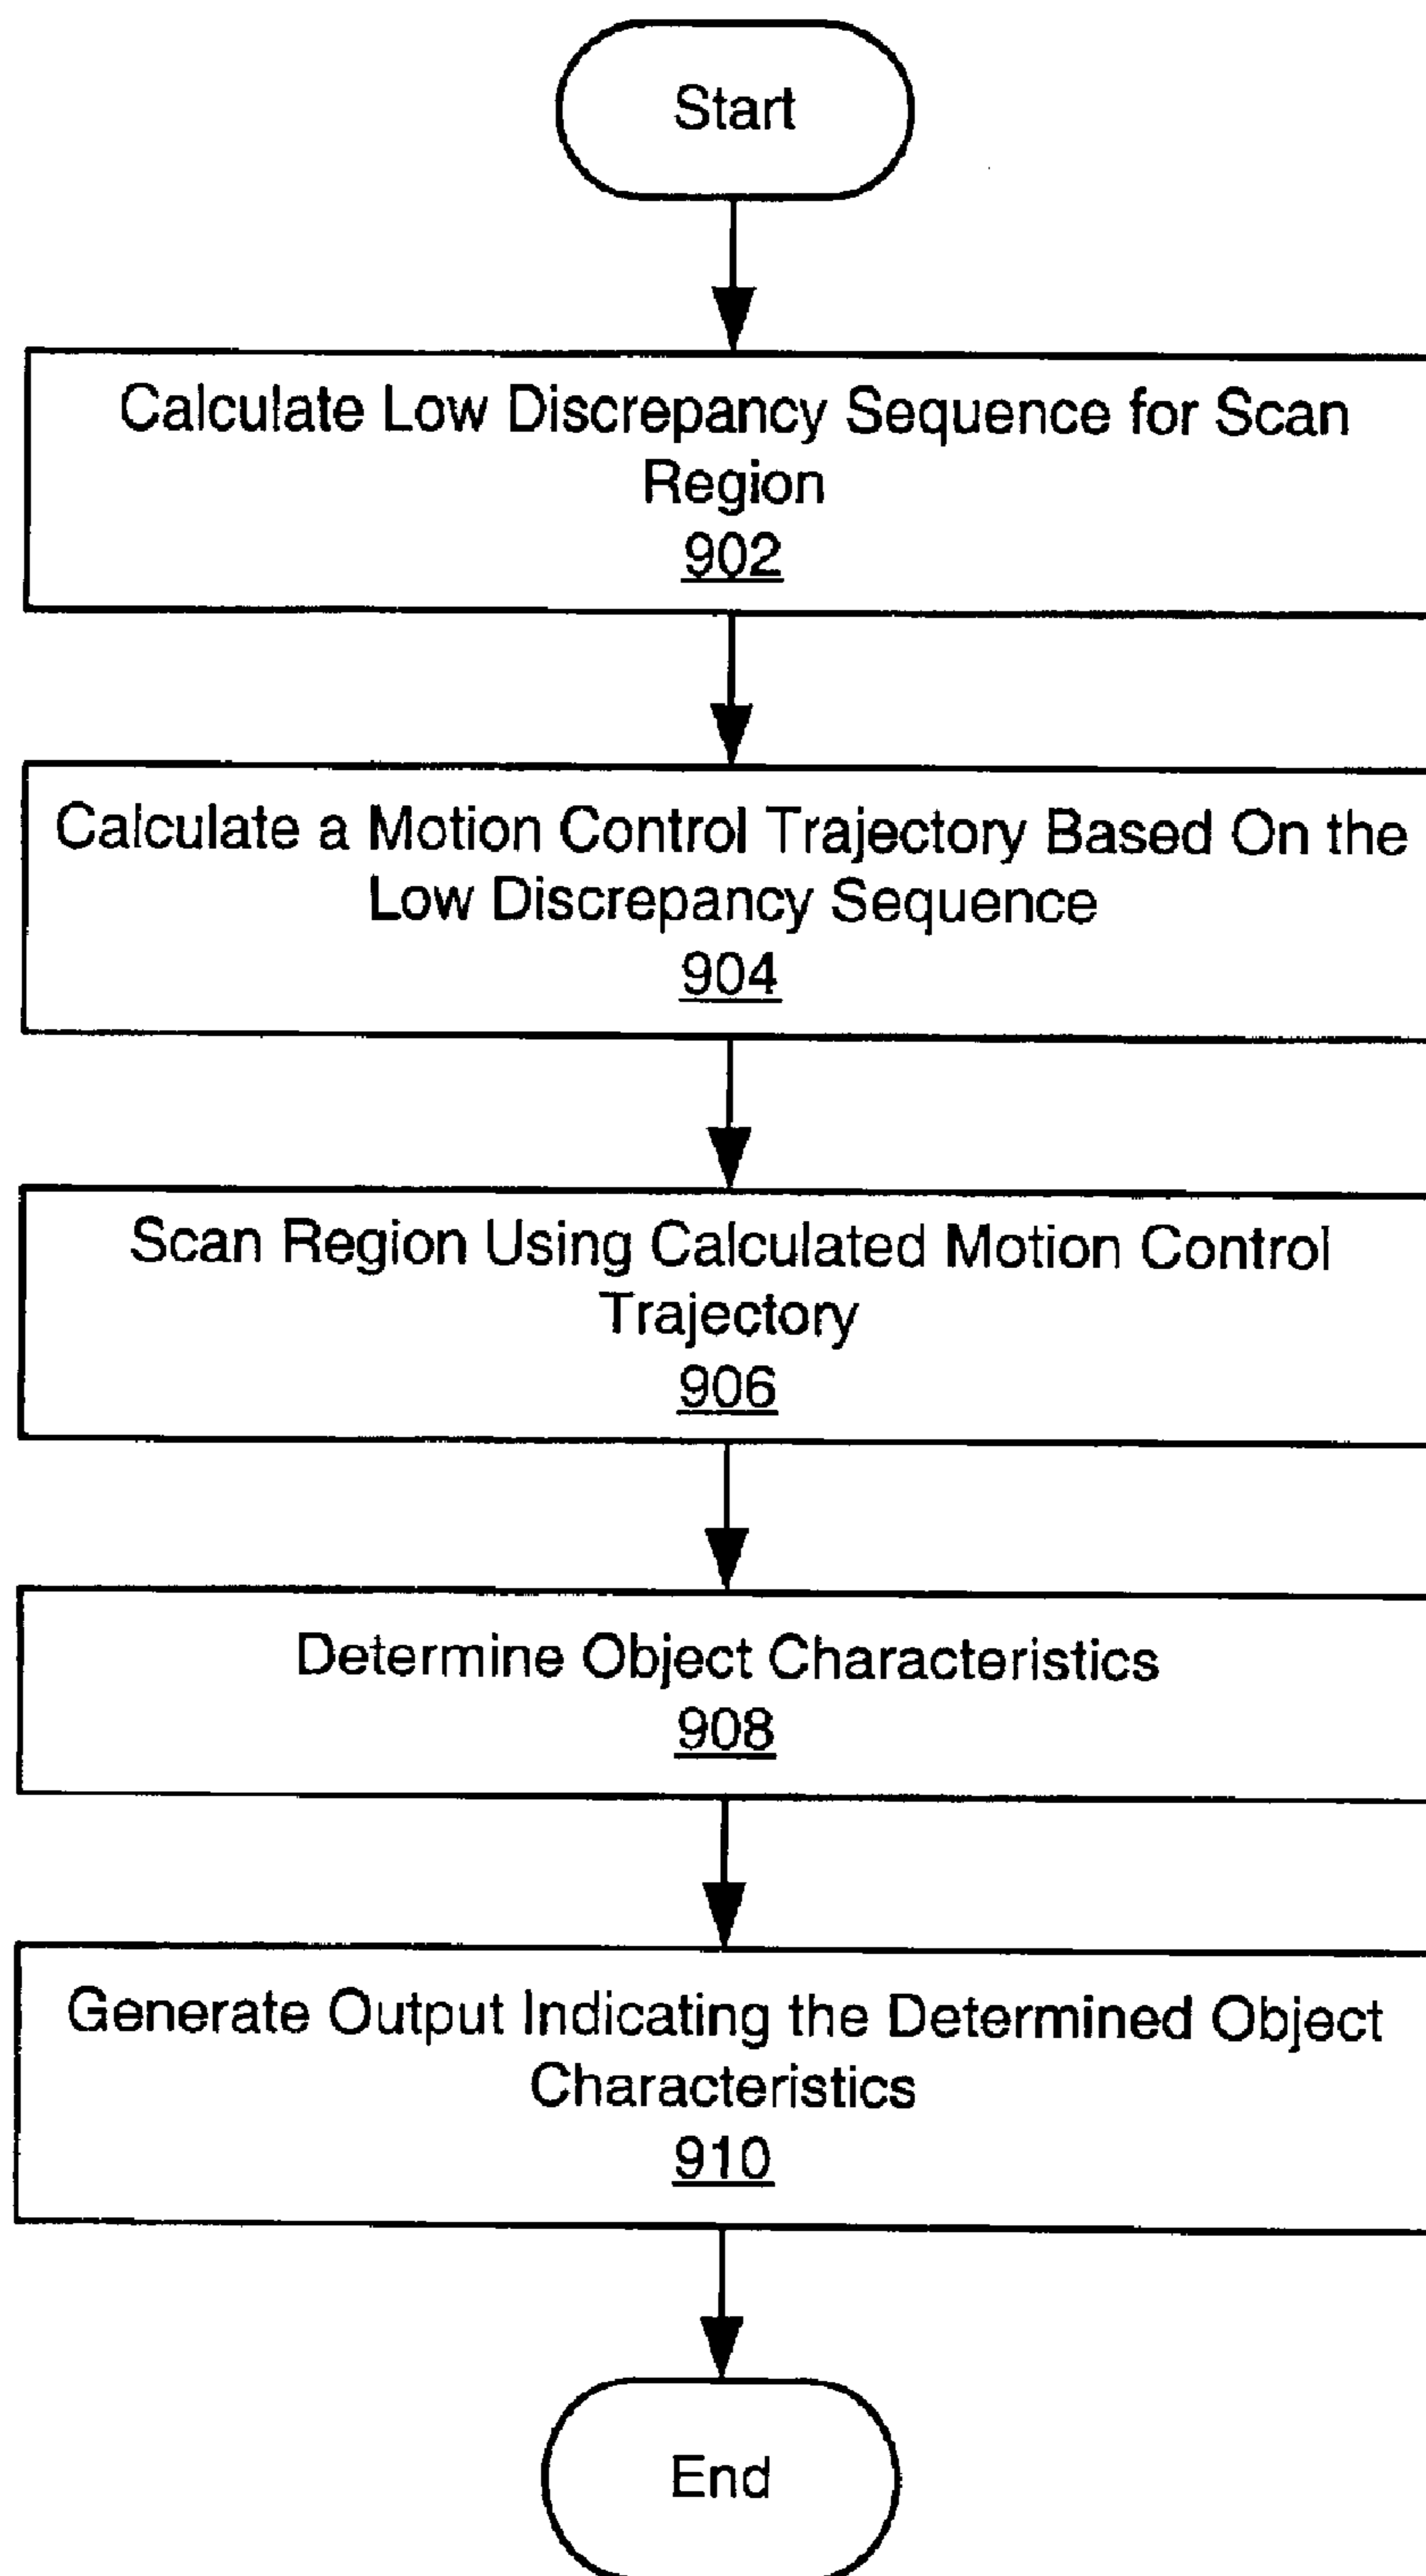 Start
Calculate Low Discrepancy Sequence for Scan
Region
902
Calculate a Motion Control Trajectory Based On the
Low Discrepancy Sequence
904
Scan Region Using Calculated Motion Control
Trajectory
906
Determine Object Characteristics
908
Generate Output Indicating the Determined Object
Characteristics
910
End